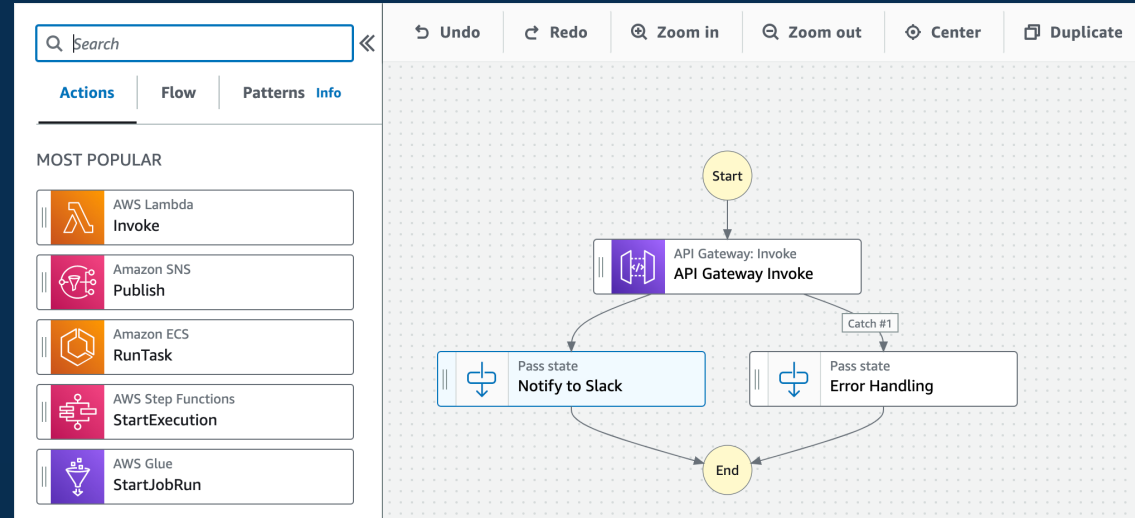 Search
Undo
Redo
Zoom in
Zoom out
Center
Duplicate
Actions
Flow
Patterns Info
MOST POPULAR
AWS Lambda
Invoke
Amazon SNS
Publish
Amazon ECS
RunTask
AWS Step Functions
StartExecution
AWS Glue
StartJobRun
Start
API Gateway: Invoke
API Gateway Invoke
Catch #1
Pass state
Notify to Slack
Pass state
Error Handling
End